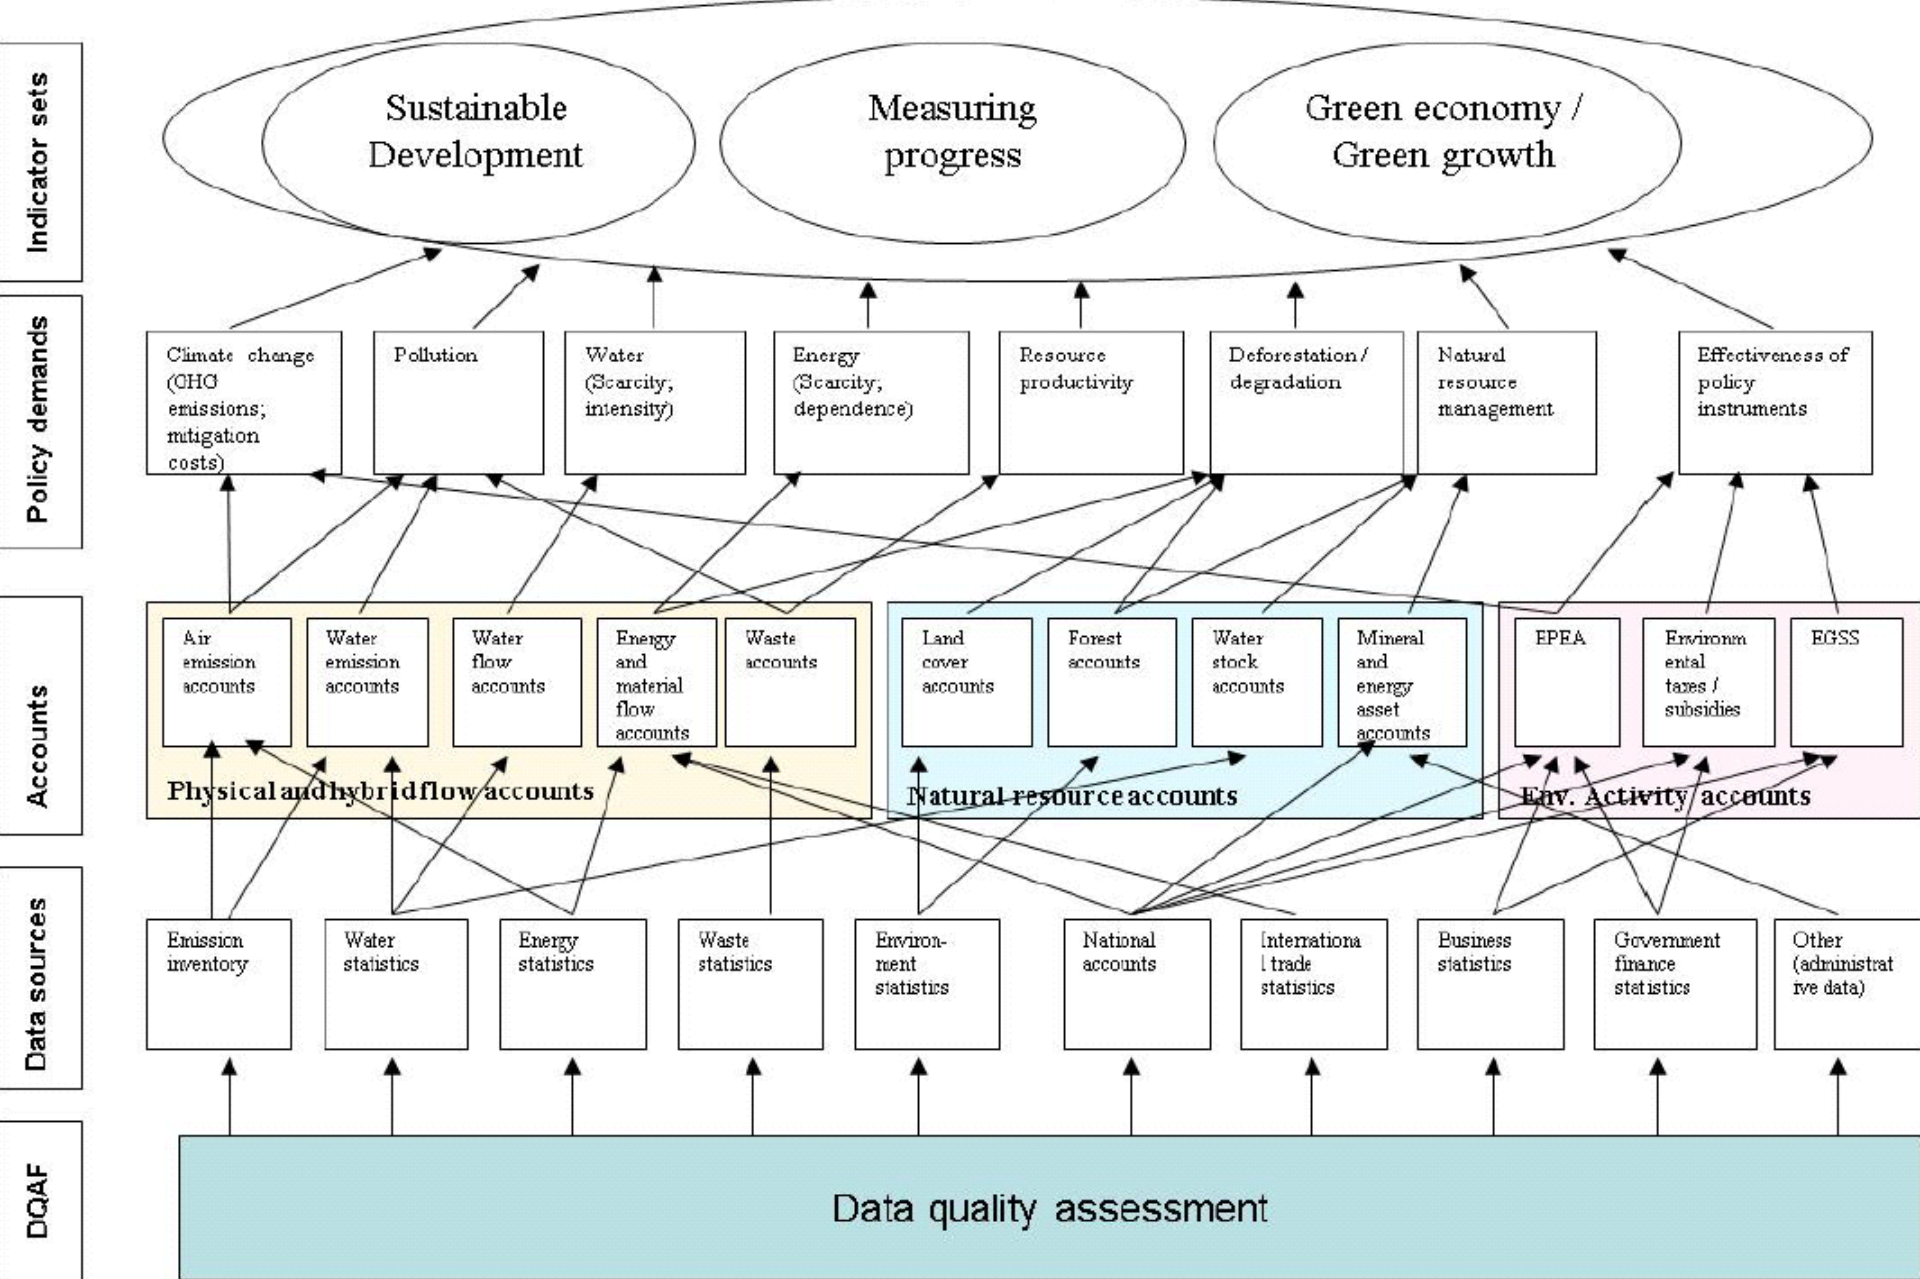 Indicator sets
Sustainable
Development
Measuring
progress
Green economy /
Green growth
Policy demands
Climate change
(GHG
emissions;
mitigation
costs)
Pollution
Water
(Scarcity;
intensity)
Energy
(Scarcity;
dependence)
Resource
productivity
Deforestation /
degradation
Natural
resource
management
Effectiveness of
policy
instruments
Accounts
Air
emission
accounts
Water
emission
accounts
Water
flow
accounts
Energy
and
material
flow
accounts
Waste
accounts
Physical and hybrid flow accounts
Land
cover
accounts
Forest
accounts
Water
stock
accounts
Mineral
and
energy
asset
accounts
Natural resource accounts
EPEA
Environm
ental
taxes /
subsidies
EGSS
Env. Activity accounts
Data sources
Emission
inventory
Water
statistics
Energy
statistics
Waste
statistics
Environ-
ment
statistics
National
accounts
Internationa
l trade
statistics
Business
statistics
Government
finance
statistics
Other
(administrat
ive data)
DQAF
Data quality assessment